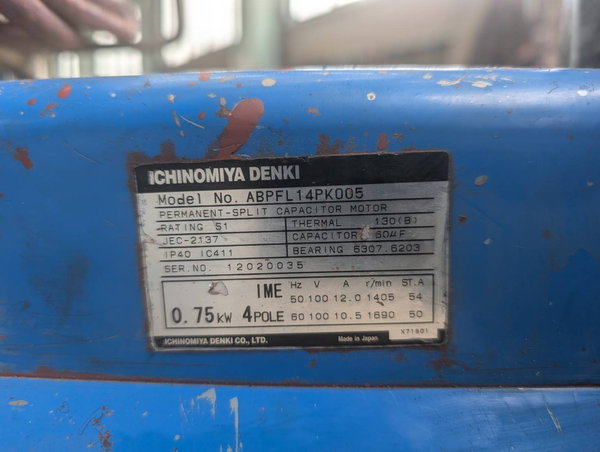 ICHINOMIYA DENKI
Model No. ABPFL14PK005
PERMANENT-SPLIT CAPACITOR MOTOR
RATING S1 THERMAL 130(B)
JEC-2137 CAPACITOR 60μF
IP40 IC411 BEARING 6307.6203
SER.NO. 12020035
IME Hz V A r/min ST.A
50 100 12.0 1405 54
0.75kW 4POLE 60 100 10.5 1690 50
X71801
ICHINOMIYA DENKI CO., LTD. Made in Japan